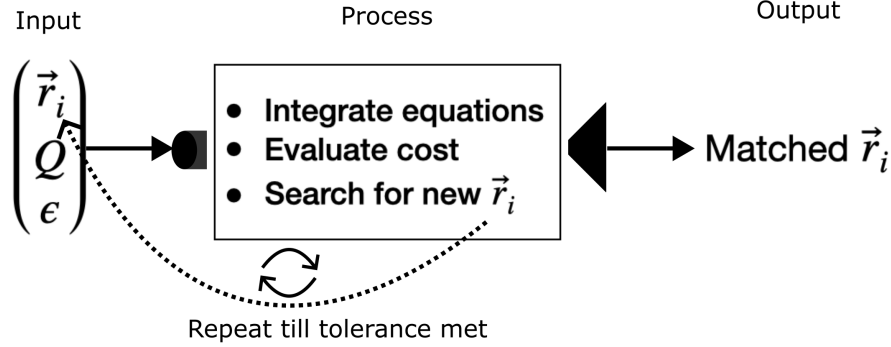 Input
Process
Output
r⃗ᵢ
Q
ϵ
• Integrate equations
• Evaluate cost
• Search for new r⃗ᵢ
Matched r⃗ᵢ
Repeat till tolerance met